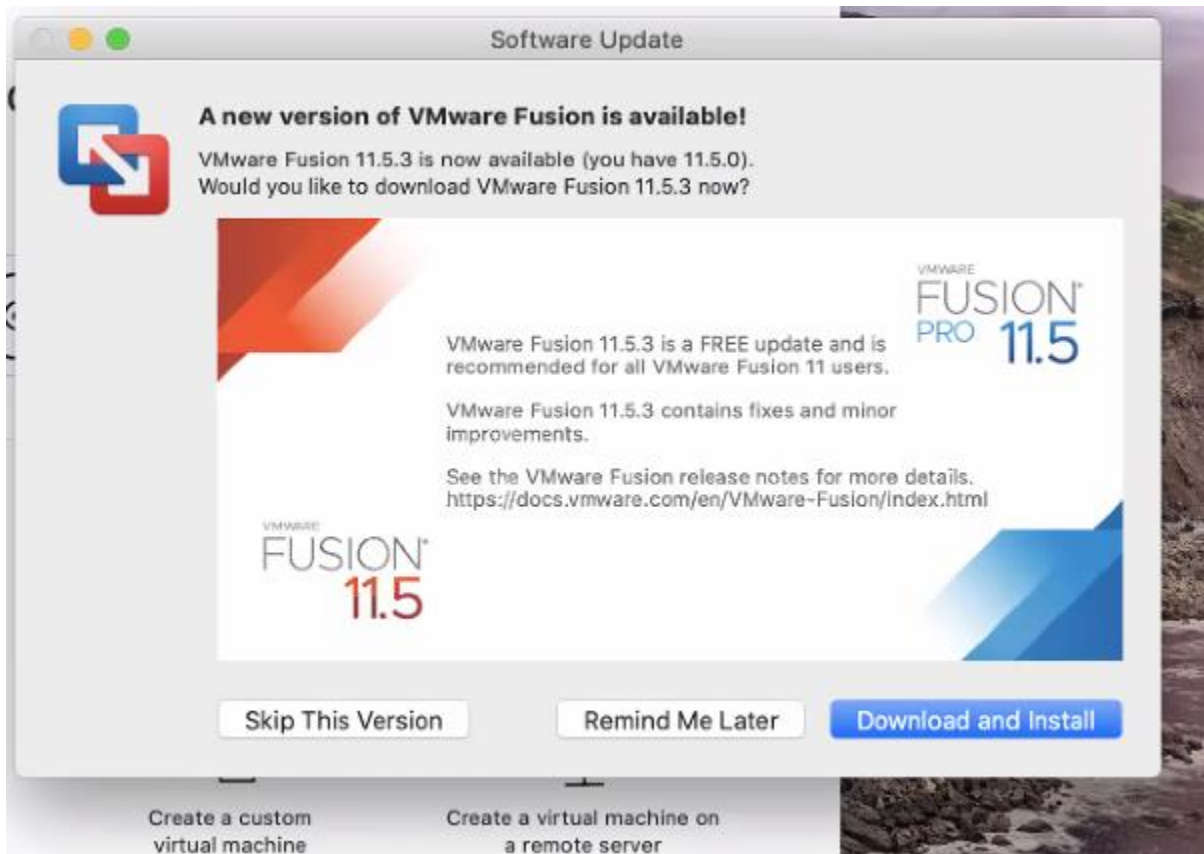 Software Update
A new version of VMware Fusion is available!
VMware Fusion 11.5.3 is now available (you have 11.5.0).
Would you like to download VMware Fusion 11.5.3 now?
VMWARE
FUSION®
PRO 11.5
VMware Fusion 11.5.3 is a FREE update and is
recommended for all VMware Fusion 11 users.
VMware Fusion 11.5.3 contains fixes and minor
improvements.
See the VMware Fusion release notes for more details.
https://docs.vmware.com/en/VMware-Fusion/index.html
VMWARE
FUSION®
11.5
Skip This Version
Remind Me Later
Download and Install
Create a custom
virtual machine
Create a virtual machine on
a remote server